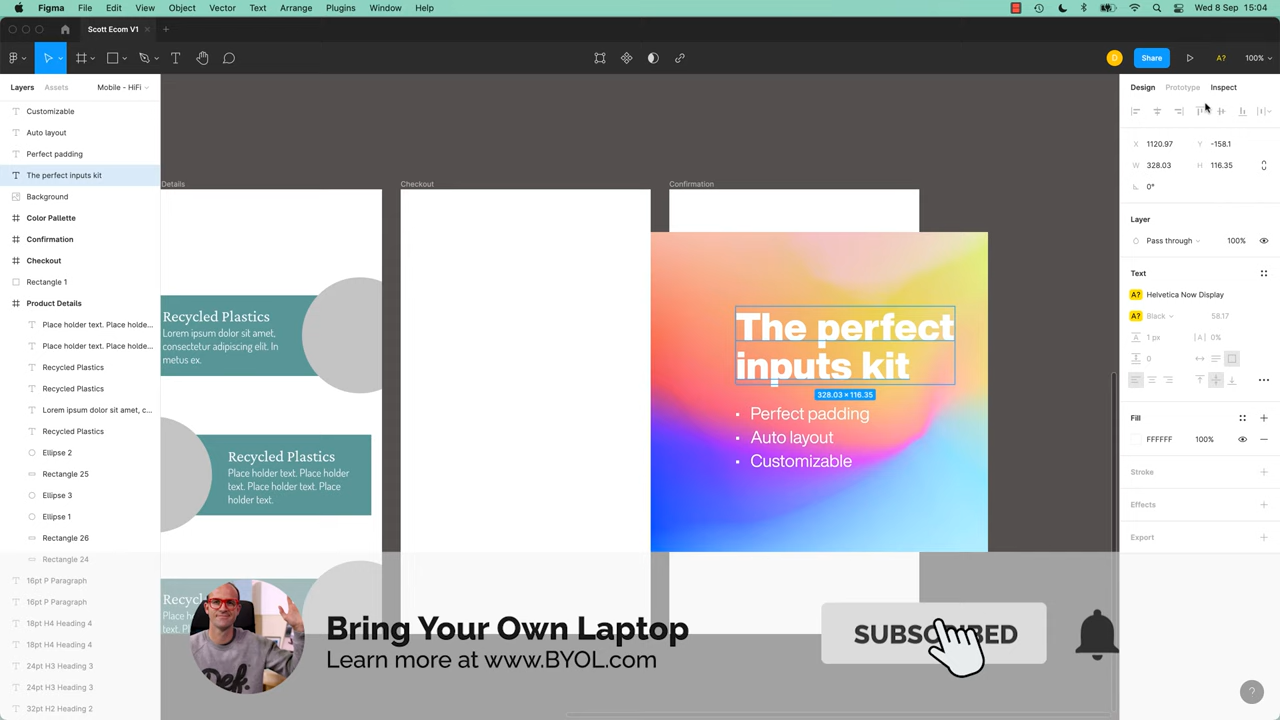 Figma File Edit View Object Vector Text Arrange Plugins Window Help Wed 8 Sep 15:04
Scott Ecom V1
D Share A? 100%
Layers Assets Mobile - HiFi
Customizable
Auto layout
Perfect padding
The perfect inputs kit
Background
Color Pallette
Confirmation
Checkout
Rectangle 1
Product Details
Place holder text. Place holde...
Place holder text. Place holde...
Recycled Plastics
Recycled Plastics
Lorem ipsum dolor sit amet, c...
Recycled Plastics
Ellipse 2
Rectangle 25
Ellipse 3
Ellipse 1
Rectangle 26
Rectangle 24
16pt P Paragraph
16pt P Paragraph
18pt H4 Heading 4
18pt H4 Heading 4
24pt H3 Heading 3
24pt H3 Heading 3
32pt H2 Heading 2
Details
Recycled Plastics
Lorem ipsum dolor sit amet,
consectetur adipiscing elit. In
metus ex.
Recycled Plastics
Place holder text. Place holder
text. Place holder text. Place
holder text.
Checkout
Confirmation
The perfect
inputs kit
328.03 × 116.35
• Perfect padding
• Auto layout
• Customizable
Bring Your Own Laptop
Learn more at www.BYOL.com
SUBSCRIBED
Design Prototype Inspect
X 1120.97 Y -158.1
W 328.03 H 116.35
0°
Layer
Pass through 100%
Text
A? Helvetica Now Display
A? Black 58.17
1 px 0%
0
Fill
FFFFFF 100%
Stroke
Effects
Export
?